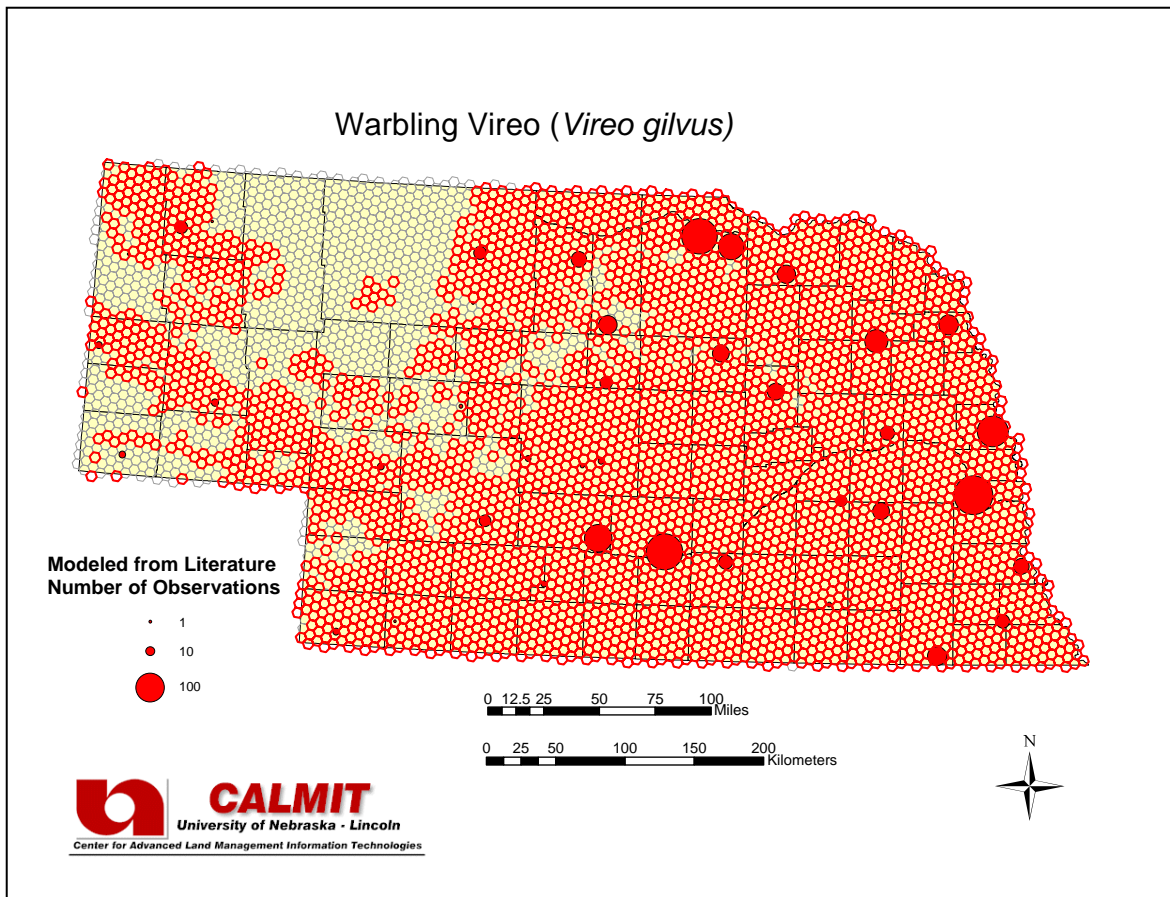 Warbling Vireo (Vireo gilvus)
Modeled from Literature
Number of Observations
1
10
100
0 12.5 25 50 75 100
Miles
0 25 50 100 150 200
Kilometers
N
CALMIT
University of Nebraska - Lincoln
Center for Advanced Land Management Information Technologies